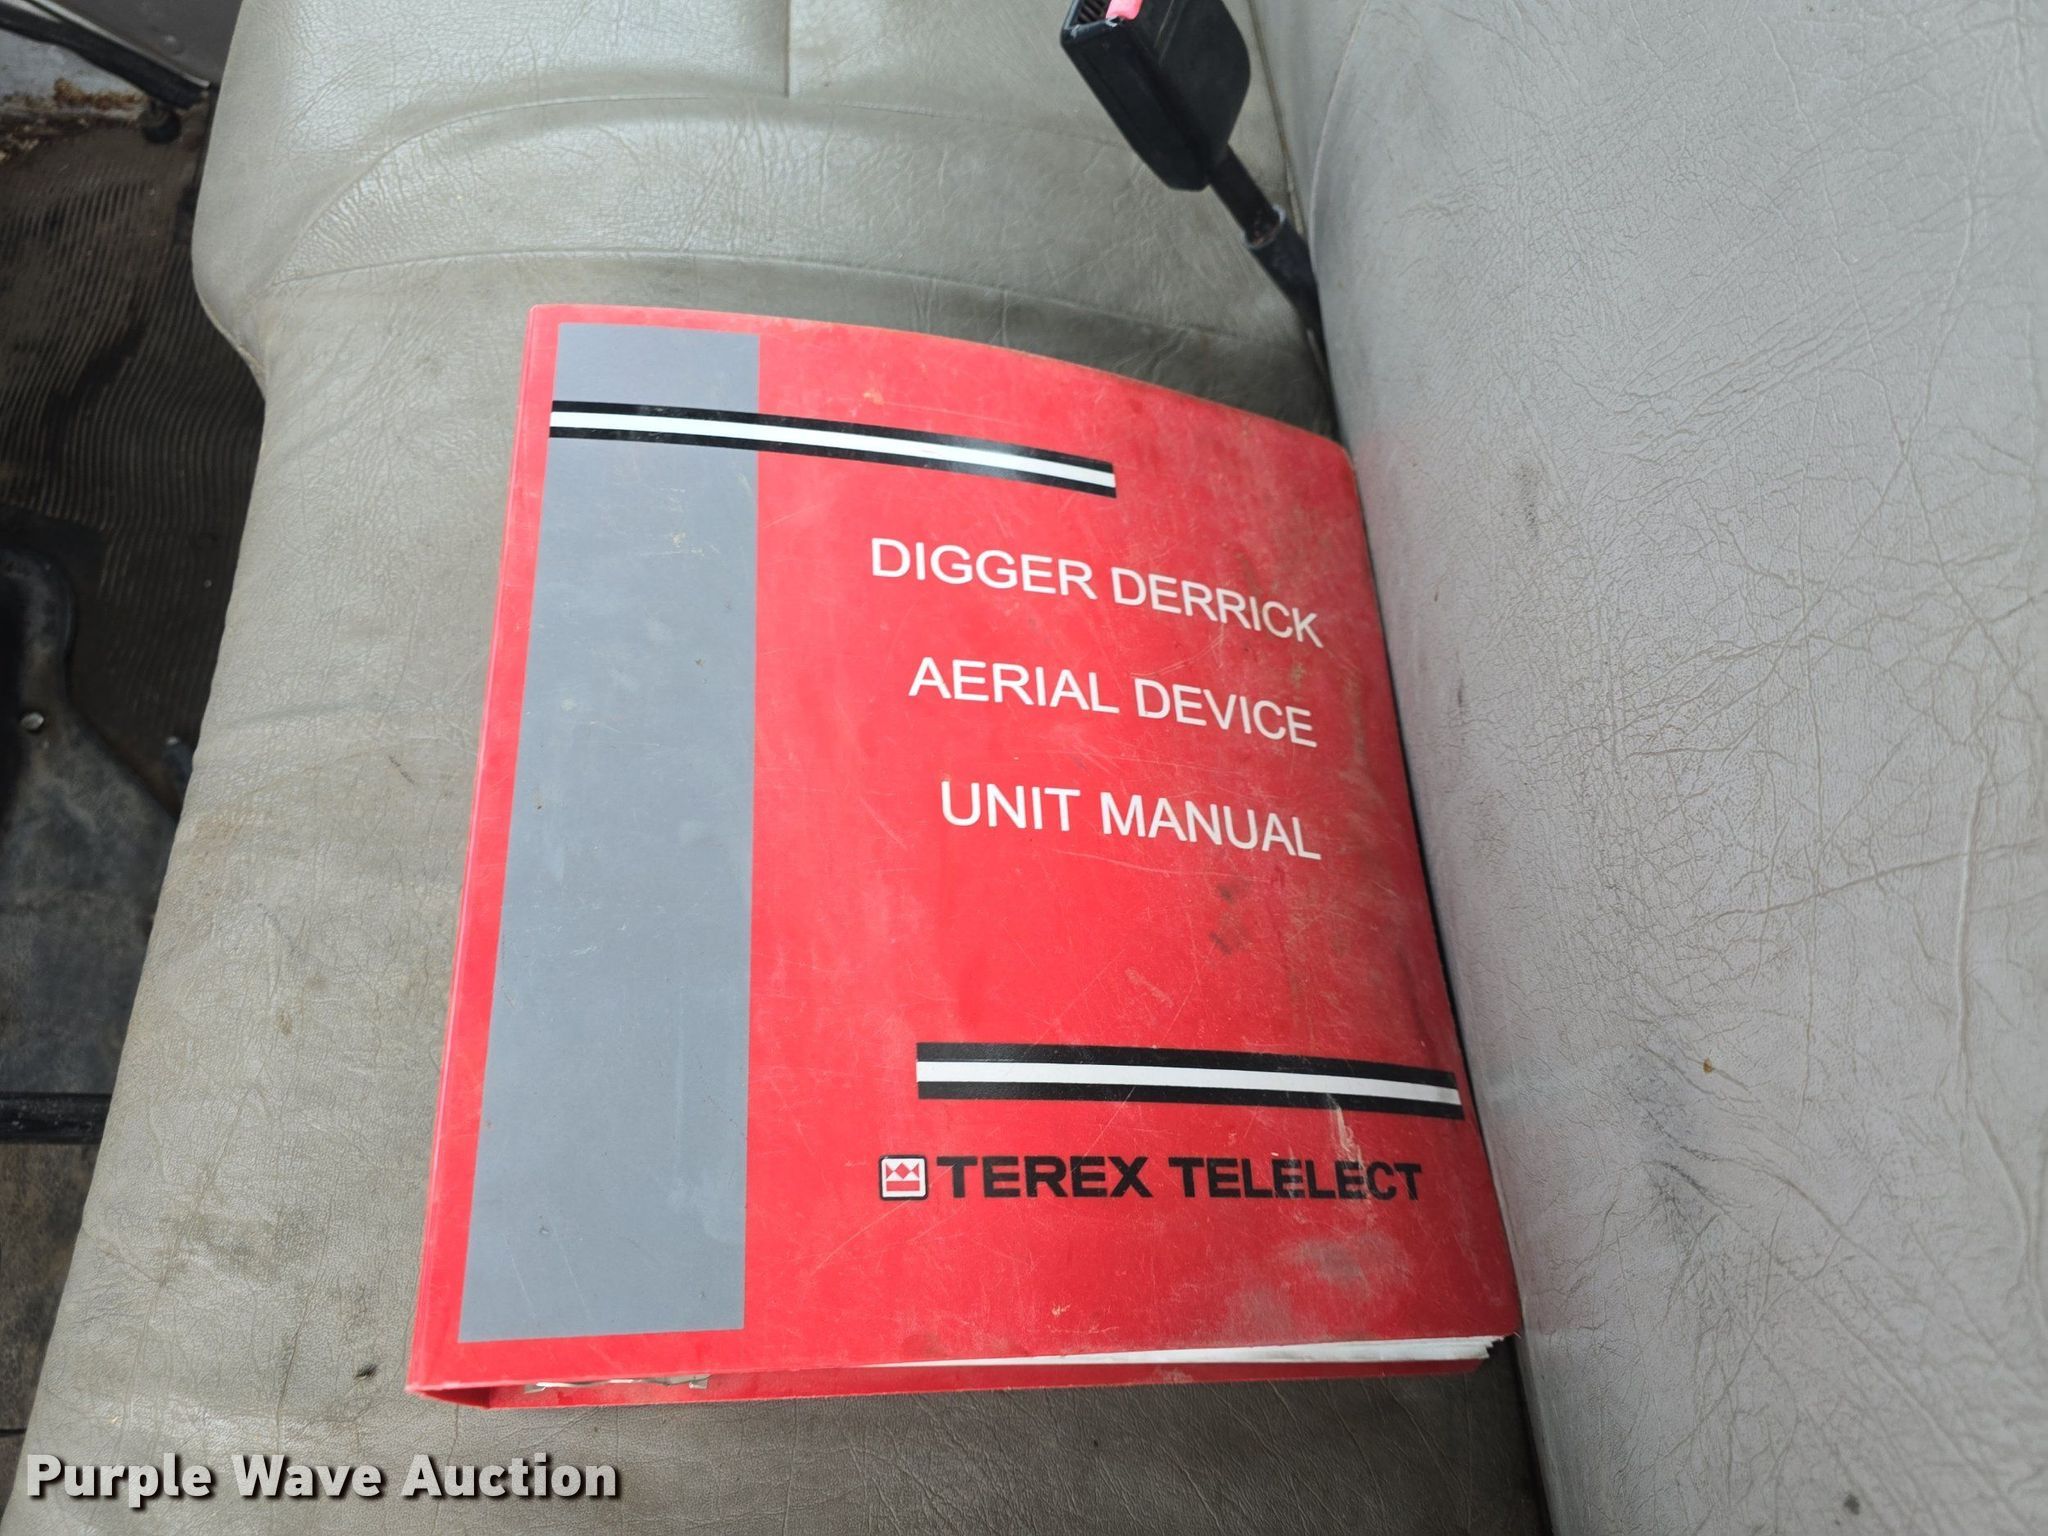 DIGGER DERRICK
AERIAL DEVICE
UNIT MANUAL
TEREX TELELECT
Purple Wave Auction